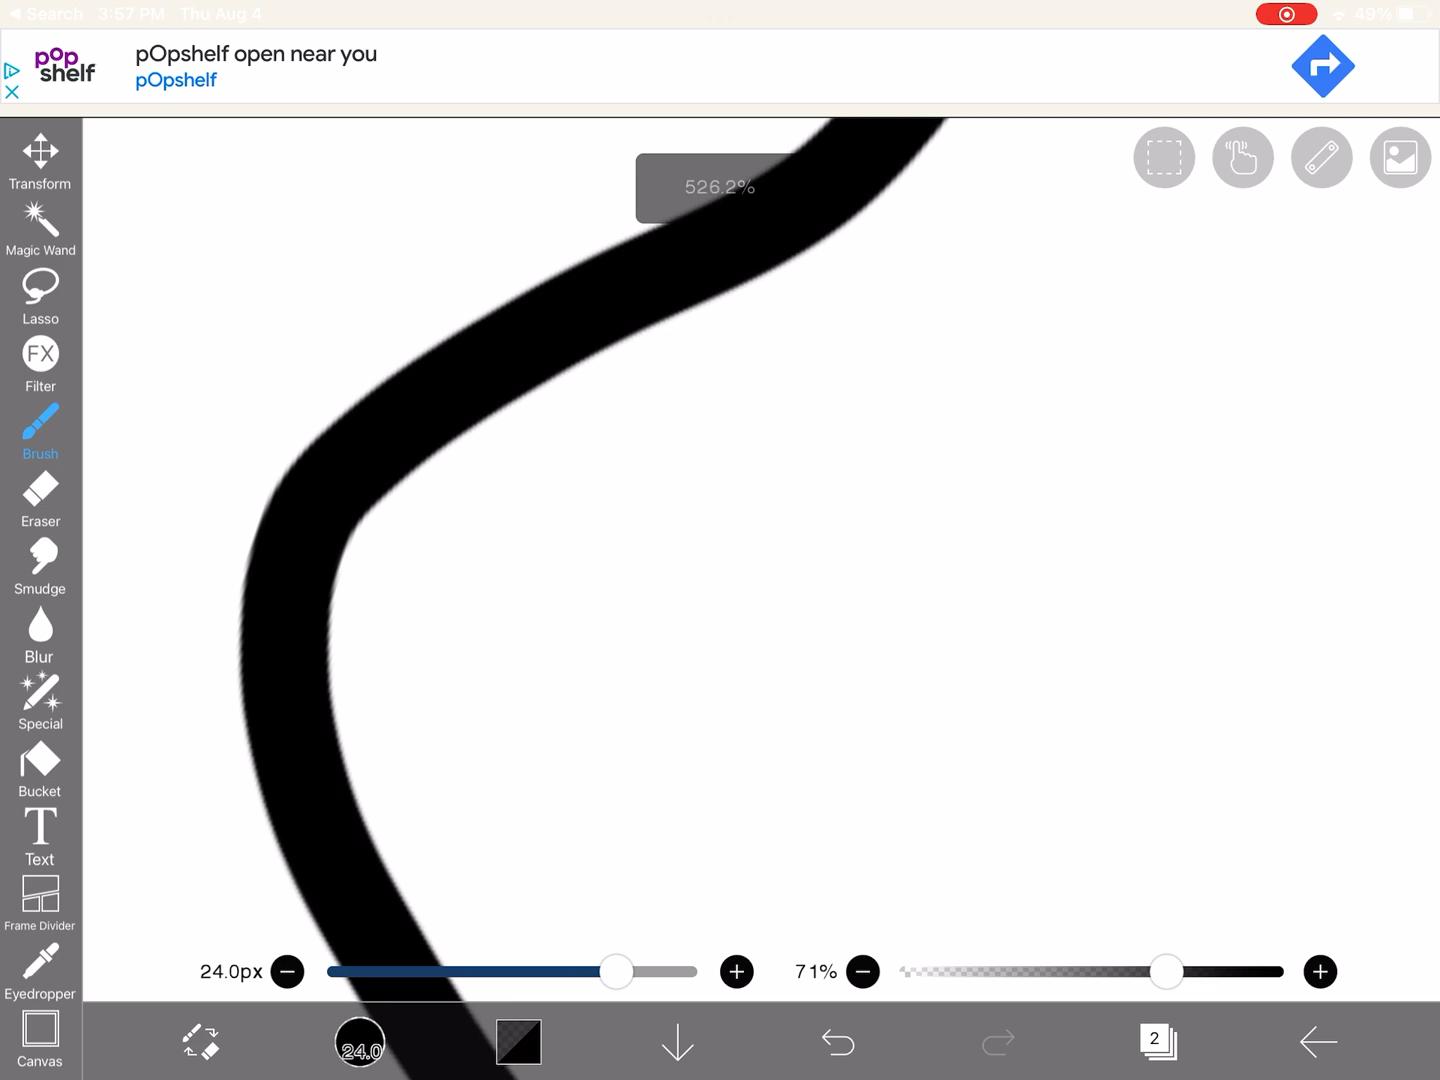 Search 3:57 PM Thu Aug 4
49%
pOp shelf
pOpshelf open near you
pOpshelf
526.2%
Transform
Magic Wand
Lasso
FX
Filter
Brush
Eraser
Smudge
Blur
Special
Bucket
T
Text
Frame Divider
Eyedropper
Canvas
24.0px
71%
24.0
2